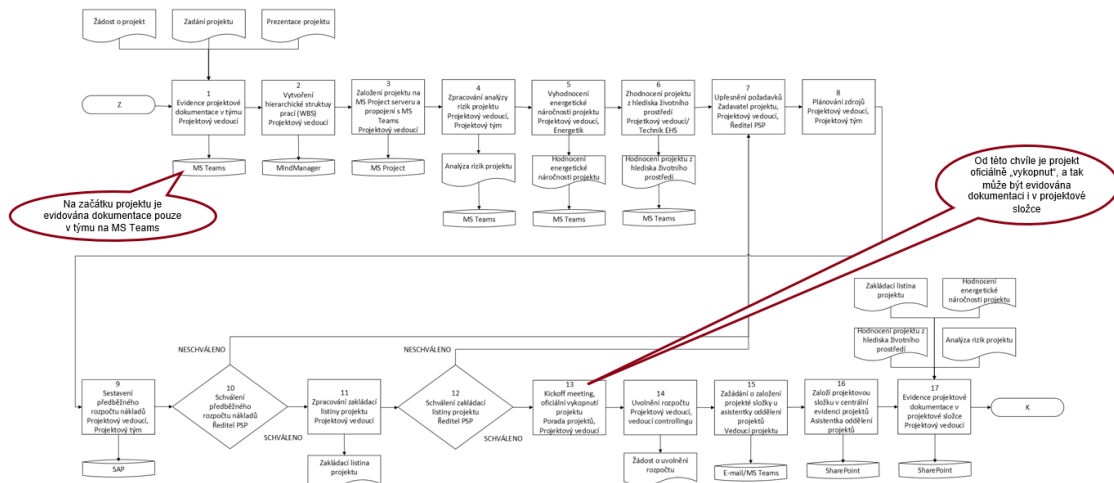 Žádost o projekt
Zadání projektu
Prezentace projektu
Z
1
Evidence projektové
dokumentace v týmu
Projektový vedoucí
2
Vytvoření
hierarchické struktuy
prací (WBS)
Projektový vedoucí
3
Založení projektu na
MS Project serveru a
propojení s MS
Teams
Projektový vedoucí
4
Zpracování analýzy
rizik projektu
Projektový vedoucí,
Projektový tým
5
Vyhodnocení
energetické
náročnosti projektu
Projektový vedoucí,
Energetik
6
Zhodnocení projektu
z hlediska životního
prostředí
Projetkový vedoucí/
Technik EHS
7
Upřesnění požadavků
Zadavatel projektu,
Projektový vedoucí,
Ředitel PSP
8
Plánování zdrojů
Projektový vedoucí,
Projektový tým
MS Teams
MindManager
MS Project
Analýza rizik projektu
Hodnocení
energetické
náročnosti projektu
Hodnocení projektu z
hlediska životního
prostředí
MS Teams
MS Teams
MS Teams
Na začátku projektu je
evidována dokumentace pouze
v týmu na MS Teams
Od této chvíle je projekt
oficiálně „vykopnut“, a tak
může být evidována
dokumentaci i v projektové
složce
Zakládací listina
projektu
Hodnocení
energetické
náročnosti projektu
Hodnocení projektu z
hlediska životního
prostředí
Analýza rizik projektu
NESCHVÁLENO
NESCHVÁLENO
9
Sestavení
předběžného
rozpočtu nákladů
Projektový vedoucí,
Projektový tým
10
Schválení
předběžného
rozpočtu nákladů
Ředitel PSP
SCHVÁLENO
11
Zpracování zakládací
listiny projektu
Projektový vedoucí
12
Schválení zakládací
listiny projektu
Ředitel PSP
SCHVÁLENO
13
Kickoff meeting,
oficiální vykopnutí
projektu
Porada projektů,
Projektový vedoucí
14
Uvolnění rozpočtu
Projektový vedoucí,
vedoucí controllingu
15
Zažádání o založení
projekté složky u
asistentky oddělení
projektů
Vedoucí projektu
16
Založí projektovou
složku v centrální
evidenci projektů
Asistentka oddělení
projektů
17
Evidence projektové
dokumentace v
projektové složce
Projektový vedoucí
K
SAP
Zakládací listina
projektu
Žádost o uvolnění
rozpočtu
E-mail/MS Teams
SharePoint
SharePoint